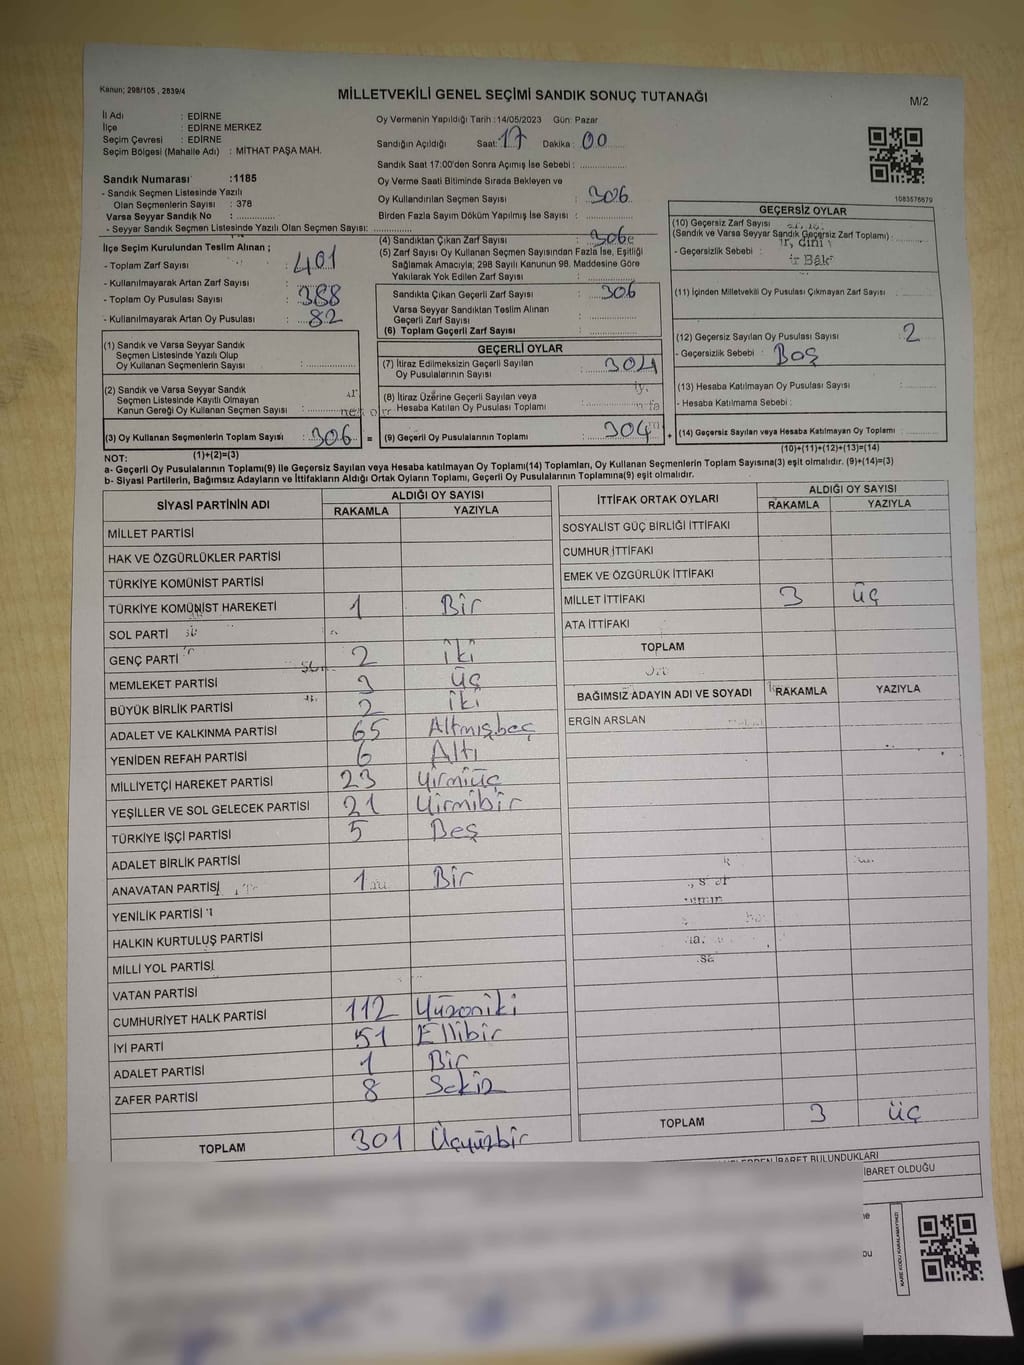 Kanun; 298/105 , 2839/4
MİLLETVEKİLİ GENEL SEÇİMİ SANDIK SONUÇ TUTANAĞI
M/2
İl Adı : EDİRNE
İlçe : EDİRNE MERKEZ
Seçim Çevresi : EDİRNE
Seçim Bölgesi (Mahalle Adı) : MİTHAT PAŞA MAH.
Sandık Numarası :1185
- Sandık Seçmen Listesinde Yazılı
Olan Seçmenlerin Sayısı : 378
Varsa Seyyar Sandık No : ..............
- Seyyar Sandık Seçmen Listesinde Yazılı Olan Seçmen Sayısı: ..............
İlçe Seçim Kurulundan Teslim Alınan ;
- Toplam Zarf Sayısı : 401
- Kullanılmayarak Artan Zarf Sayısı :
- Toplam Oy Pusulası Sayısı : 388
- Kullanılmayarak Artan Oy Pusulası : 82
(1) Sandık ve Varsa Seyyar Sandık
Seçmen Listesinde Yazılı Olup
Oy Kullanan Seçmenlerin Sayısı :..............
(2) Sandık ve Varsa Seyyar Sandık
Seçmen Listesinde Kayıtlı Olmayan
Kanun Gereği Oy Kullanan Seçmen Sayısı :
(3) Oy Kullanan Seçmenlerin Toplam Sayısı : 306 =
(1)+(2)=(3)
Oy Vermenin Yapıldığı Tarih :14/05/2023 Gün: Pazar
Sandığın Açıldığı Saat: 17 Dakika : 00
Sandık Saat 17:00'den Sonra Açımış İse Sebebi : ..............
Oy Verme Saati Bitiminde Sırada Bekleyen ve
Oy Kullandırılan Seçmen Sayısı : 306
Birden Fazla Sayım Döküm Yapılmış İse Sayısı : ..............
(4) Sandıktan Çıkan Zarf Sayısı : 306
(5) Zarf Sayısı Oy Kullanan Seçmen Sayısından Fazla İse, Eşitliği
Sağlamak Amacıyla; 298 Sayılı Kanunun 98. Maddesine Göre
Yakılarak Yok Edilen Zarf Sayısı : ..............
Sandıkta Çıkan Geçerli Zarf Sayısı : 306
Varsa Seyyar Sandıktan Teslim Alınan
Geçerli Zarf Sayısı : ..............
(6) Toplam Geçerli Zarf Sayısı : ..............
GEÇERLİ OYLAR
(7) İtiraz Edilmeksizin Geçerli Sayılan
Oy Pusulalarının Sayısı : 304
(8) İtiraz Üzerine Geçerli Sayılan veya
Hesaba Katılan Oy Pusulası Toplamı
(9) Geçerli Oy Pusulalarının Toplamı : 304 +
1083576679
GEÇERSİZ OYLAR
(10) Geçersiz Zarf Sayısı
(Sandık ve Varsa Seyyar Sandık Geçersiz Zarf Toplamı) :
- Geçersizlik Sebebi :
(11) İçinden Milletvekili Oy Pusulası Çıkmayan Zarf Sayısı : ..............
(12) Geçersiz Sayılan Oy Pusulası Sayısı : 2
- Geçersizlik Sebebi : Boş
(13) Hesaba Katılmayan Oy Pusulası Sayısı : ..............
- Hesaba Katılmama Sebebi :
(14) Geçersiz Sayılan veya Hesaba Katılmayan Oy Toplamı : ..............
(10)+(11)+(12)+(13)=(14)
NOT:
a- Geçerli Oy Pusulalarının Toplamı(9) ile Geçersiz Sayılan veya Hesaba katılmayan Oy Toplamı(14) Toplamları, Oy Kullanan Seçmenlerin Toplam Sayısına(3) eşit olmalıdır. (9)+(14)=(3)
b- Siyasi Partilerin, Bağımsız Adayların ve İttifakların Aldığı Ortak Oyların Toplamı, Geçerli Oy Pusulalarının Toplamına(9) eşit olmalıdır.
SİYASİ PARTİNİN ADI ALDIĞI OY SAYISI
RAKAMLA YAZIYLA
MİLLET PARTİSİ
HAK VE ÖZGÜRLÜKLER PARTİSİ
TÜRKİYE KOMÜNİST PARTİSİ
TÜRKİYE KOMÜNİST HAREKETİ 1 Bir
SOL PARTİ
GENÇ PARTİ 2 İki
MEMLEKET PARTİSİ 3 üç
BÜYÜK BİRLİK PARTİSİ 2 İki
ADALET VE KALKINMA PARTİSİ 65 Altmışbeş
YENİDEN REFAH PARTİSİ 6 Altı
MİLLİYETÇİ HAREKET PARTİSİ 23 Yirmiüç
YEŞİLLER VE SOL GELECEK PARTİSİ 21 Yirmibir
TÜRKİYE İŞÇİ PARTİSİ 5 Beş
ADALET BİRLİK PARTİSİ
ANAVATAN PARTİSİ 1 Bir
YENİLİK PARTİSİ
HALKIN KURTULUŞ PARTİSİ
MİLLİ YOL PARTİSİ
VATAN PARTİSİ
CUMHURİYET HALK PARTİSİ 112 Yüzoniki
İYİ PARTİ 51 Ellibir
ADALET PARTİSİ 1 Bir
ZAFER PARTİSİ 8 Sekiz
TOPLAM 301 Üçyüzbir
İTTİFAK ORTAK OYLARI ALDIĞI OY SAYISI
RAKAMLA YAZIYLA
SOSYALİST GÜÇ BİRLİĞİ İTTİFAKI
CUMHUR İTTİFAKI
EMEK VE ÖZGÜRLÜK İTTİFAKI
MİLLET İTTİFAKI 3 üç
ATA İTTİFAKI
TOPLAM
BAĞIMSIZ ADAYIN ADI VE SOYADI RAKAMLA YAZIYLA
ERGİN ARSLAN
TOPLAM 3 üç
İBARET BULUNDUKLARI
İBARET OLDUĞU